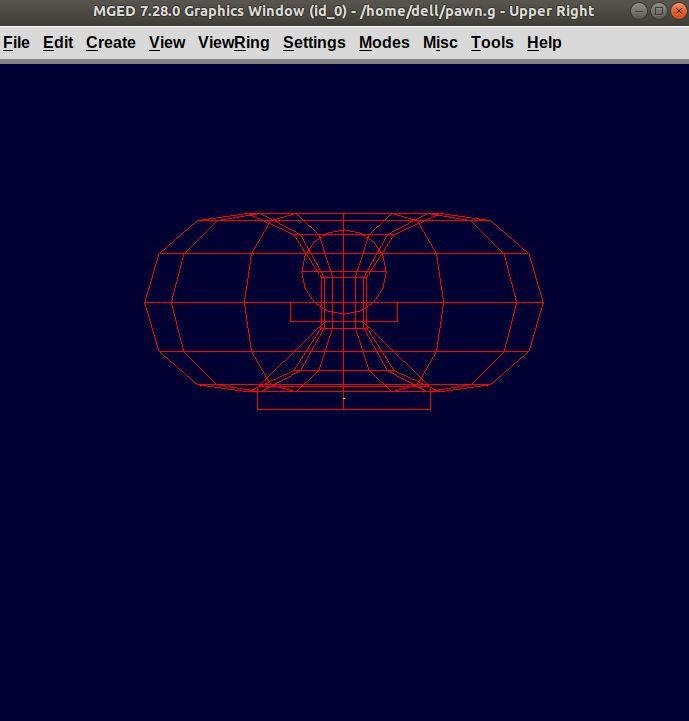 MGED 7.28.0 Graphics Window (id_0) - /home/dell/pawn.g - Upper Right
File Edit Create View ViewRing Settings Modes Misc Tools Help